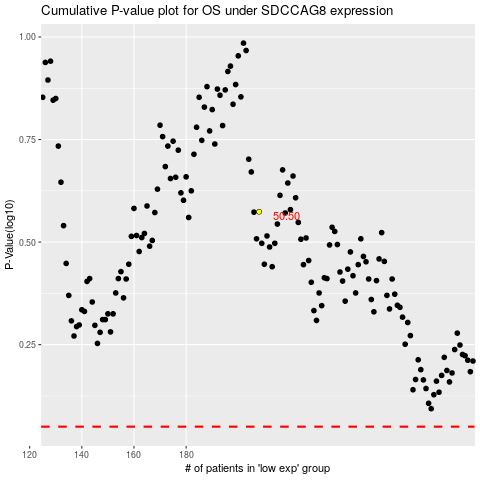 Cumulative P-value plot for OS under SDCCAG8 expression
P-Value(log10)
1.00
0.75
0.50
0.25
50:50
120 140 160 180
# of patients in 'low exp' group